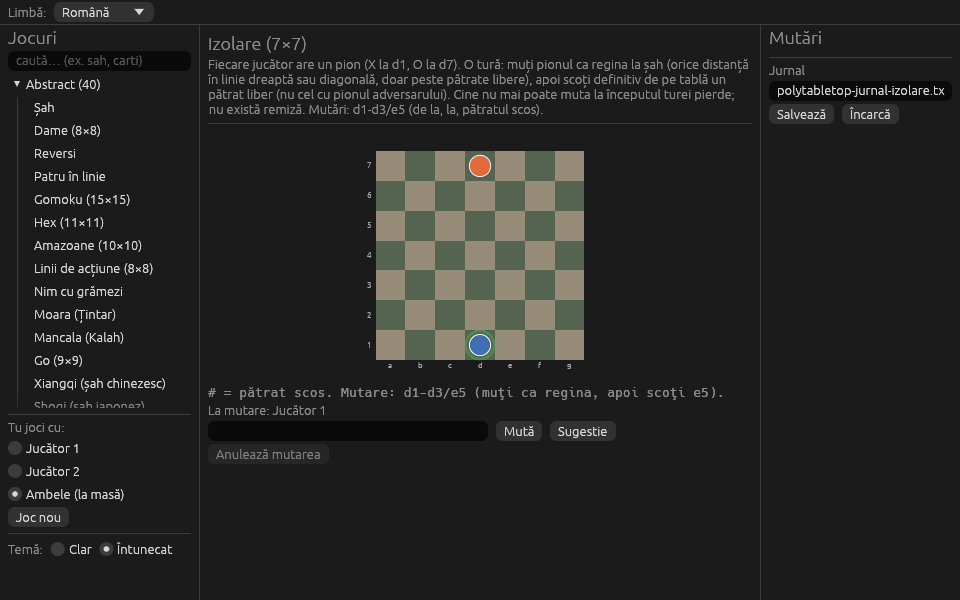 Limbă: Română
Jocuri
caută... (ex. sah, carti)
Abstract (40)
Șah
Dame (8×8)
Reversi
Patru în linie
Gomoku (15×15)
Hex (11×11)
Amazoane (10×10)
Linii de acțiune (8×8)
Nim cu grămezi
Moara (Țintar)
Mancala (Kalah)
Go (9×9)
Xiangqi (șah chinezesc)
Shogi (șah japonez)
Tu joci cu:
Jucător 1
Jucător 2
Ambele (la masă)
Joc nou
Temă: Clar Întunecat
Izolare (7×7)
Fiecare jucător are un pion (X la d1, O la d7). O tură: muți pionul ca regina la șah (orice distanță
în linie dreaptă sau diagonală, doar peste pătrate libere), apoi scoți definitiv de pe tablă un
pătrat liber (nu cel cu pionul adversarului). Cine nu mai poate muta la începutul turei pierde;
nu există remiză. Mutări: d1-d3/e5 (de la, la, pătratul scos).
7
6
5
4
3
2
1
a b c d e f g
# = pătrat scos. Mutare: d1-d3/e5 (muți ca regina, apoi scoți e5).
La mutare: Jucător 1
Mută Sugestie
Anulează mutarea
Mutări
Jurnal
polytabletop-jurnal-izolare.tx
Salvează Încarcă